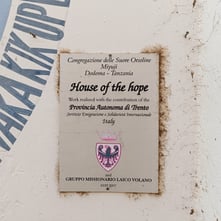 Congregazione delle Suore Orsoline
Miyuji
Dodoma - Tanzania
House of the hope
Work realized with the contribution of the
Provincia Autonoma di Trento
Servizio Emigrazione e Solidarietà Internazionale
Italy
and
GRUPPO MISSIONARIO LAICO VOLANO